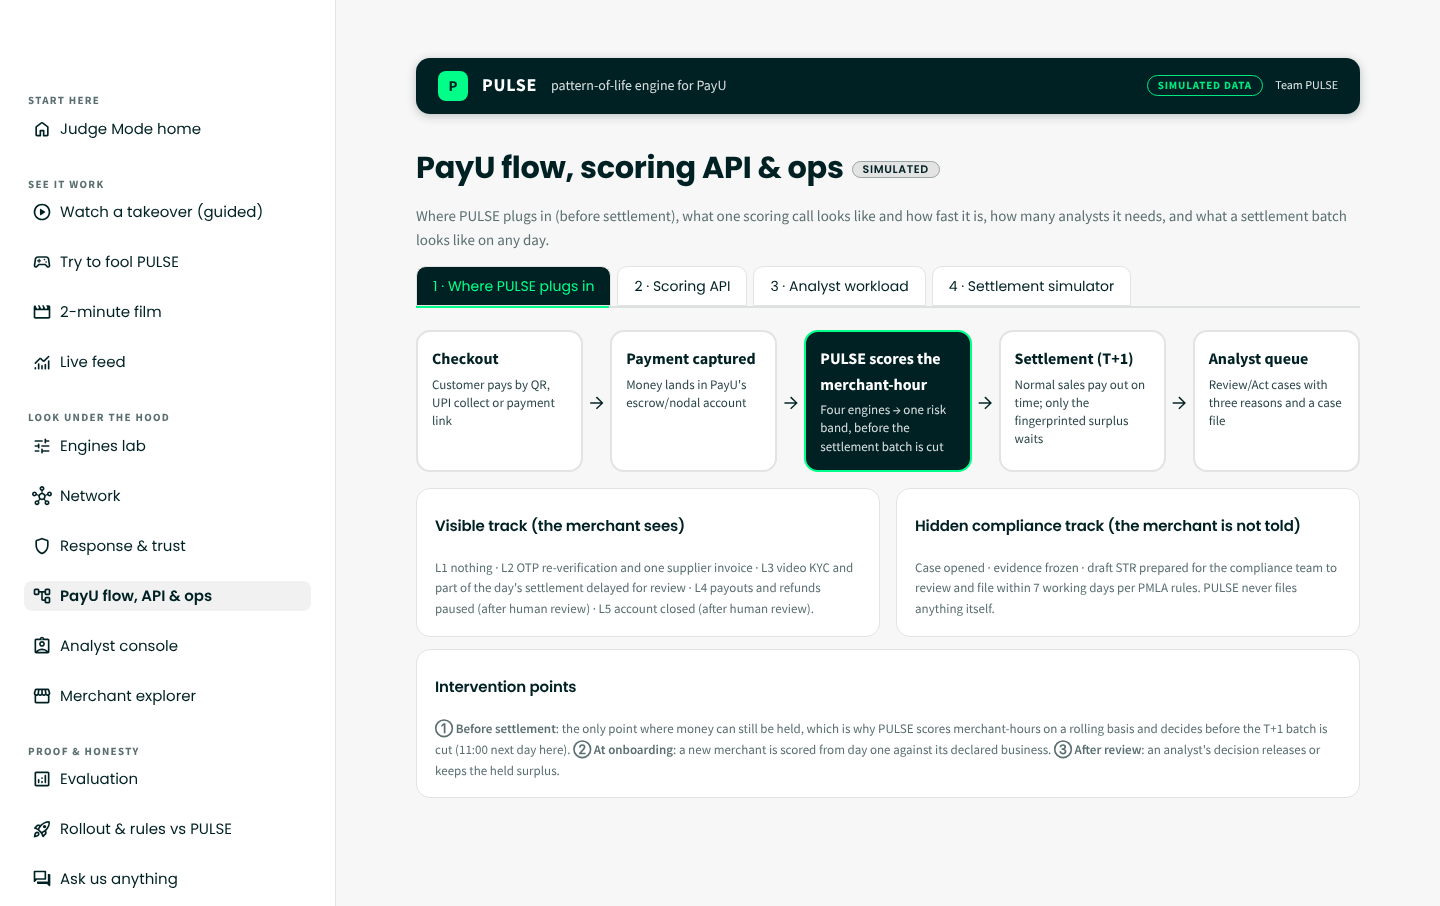 START HERE
Judge Mode home
SEE IT WORK
Watch a takeover (guided)
Try to fool PULSE
2-minute film
Live feed
LOOK UNDER THE HOOD
Engines lab
Network
Response & trust
PayU flow, API & ops
Analyst console
Merchant explorer
PROOF & HONESTY
Evaluation
Rollout & rules vs PULSE
Ask us anything
P PULSE pattern-of-life engine for PayU SIMULATED DATA Team PULSE
PayU flow, scoring API & ops SIMULATED
Where PULSE plugs in (before settlement), what one scoring call looks like and how fast it is, how many analysts it needs, and what a settlement batch
looks like on any day.
1 · Where PULSE plugs in
2 · Scoring API
3 · Analyst workload
4 · Settlement simulator
Checkout
Customer pays by QR,
UPI collect or payment
link
→
Payment captured
Money lands in PayU's
escrow/nodal account
→
PULSE scores the
merchant-hour
Four engines → one risk
band, before the
settlement batch is cut
→
Settlement (T+1)
Normal sales pay out on
time; only the
fingerprinted surplus
waits
→
Analyst queue
Review/Act cases with
three reasons and a case
file
Visible track (the merchant sees)
L1 nothing · L2 OTP re-verification and one supplier invoice · L3 video KYC and
part of the day's settlement delayed for review · L4 payouts and refunds
paused (after human review) · L5 account closed (after human review).
Hidden compliance track (the merchant is not told)
Case opened · evidence frozen · draft STR prepared for the compliance team to
review and file within 7 working days per PMLA rules. PULSE never files
anything itself.
Intervention points
① Before settlement: the only point where money can still be held, which is why PULSE scores merchant-hours on a rolling basis and decides before the T+1 batch is
cut (11:00 next day here). ② At onboarding: a new merchant is scored from day one against its declared business. ③ After review: an analyst's decision releases or
keeps the held surplus.